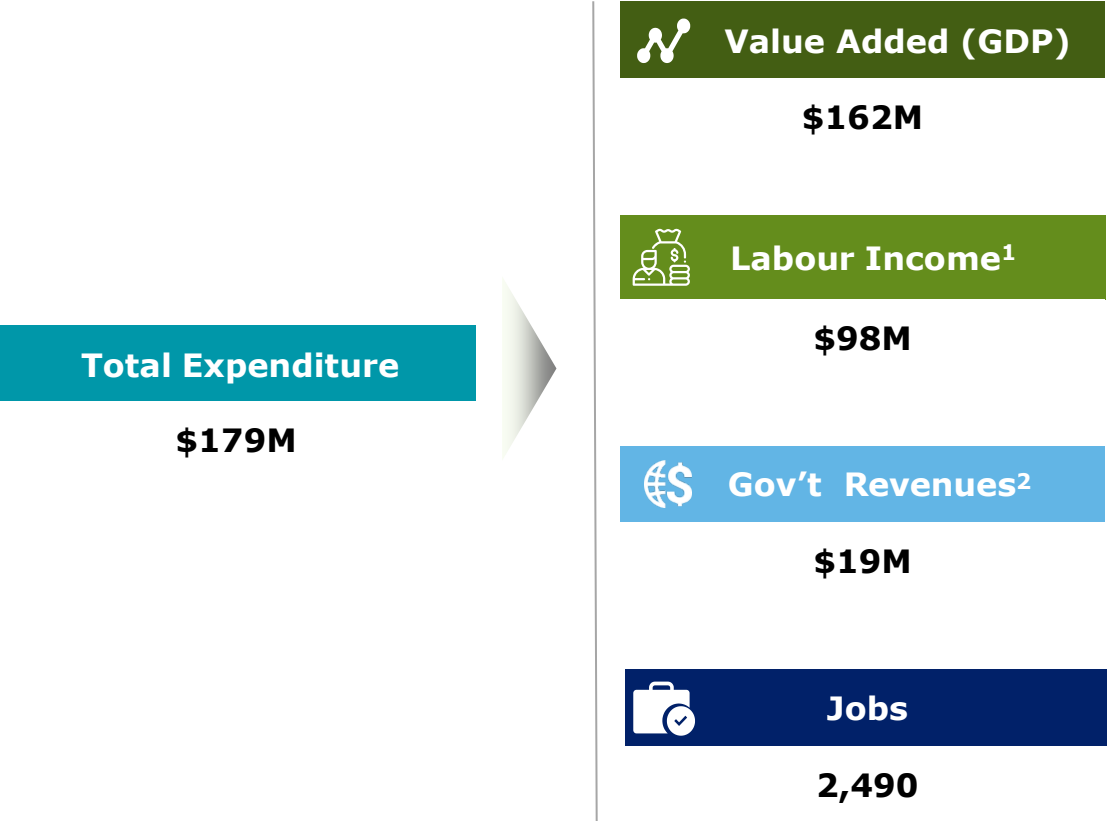 Total Expenditure
$179M
Value Added (GDP)
$162M
Labour Income¹
$98M
Gov’t  Revenues²
$19M
Jobs
2,490